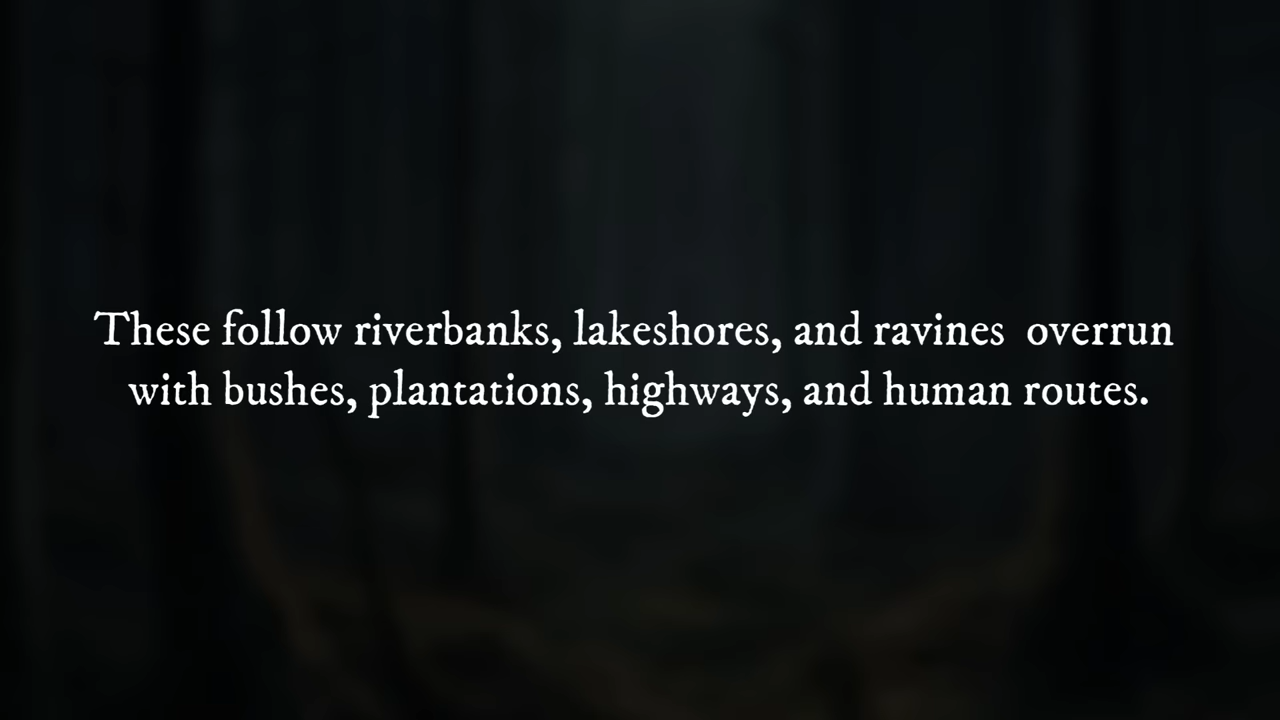 These follow riverbanks, lakeshores, and ravines  overrun
with bushes, plantations, highways, and human routes.